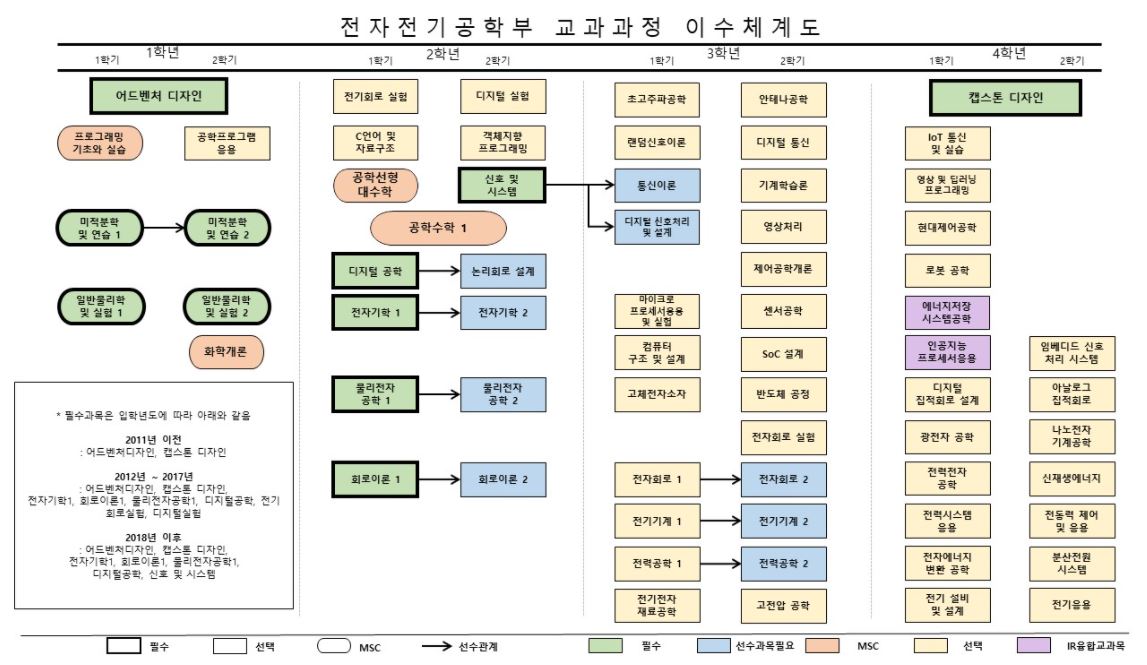 전자전기공학부 교과과정 이수체계도
1학년
2학년
3학년
4학년
1학기
2학기
1학기
2학기
1학기
2학기
1학기
2학기
어드벤처 디자인
프로그래밍
기초와 실습
공학프로그램
응용
미적분학
및 연습 1
미적분학
및 연습 2
일반물리학
및 실험 1
일반물리학
및 실험 2
화학개론
* 필수과목은 입학년도에 따라 아래와 같음
2011년 이전
: 어드벤처디자인, 캡스톤 디자인
2012년 ~ 2017년
: 어드벤처디자인, 캡스톤 디자인,
전자기학1, 회로이론1, 물리전자공학1, 디지털공학, 전기
회로실험, 디지털실험
2018년 이후
: 어드벤처디자인, 캡스톤 디자인,
전자기학1, 회로이론1, 물리전자공학1,
디지털공학, 신호 및 시스템
전기회로 실험
디지털 실험
C언어 및
자료구조
객체지향
프로그래밍
공학선형
대수학
신호 및
시스템
공학수학 1
디지털 공학
논리회로 설계
전자기학 1
전자기학 2
물리전자
공학 1
물리전자
공학 2
회로이론 1
회로이론 2
초고주파공학
안테나공학
랜덤신호이론
디지털 통신
통신이론
기계학습론
디지털 신호처리
및 설계
영상처리
제어공학개론
마이크로
프로세서응용
및 실험
센서공학
컴퓨터
구조 및 설계
SoC 설계
고체전자소자
반도체 공정
전자회로 실험
전자회로 1
전자회로 2
전기기계 1
전기기계 2
전력공학 1
전력공학 2
전기전자
재료공학
고전압 공학
캡스톤 디자인
IoT 통신
및 실습
영상 및 딥러닝
프로그래밍
현대제어공학
로봇 공학
에너지저장
시스템공학
인공지능
프로세서응용
임베디드 신호
처리 시스템
디지털
집적회로 설계
아날로그
집적회로
광전자 공학
나노전자
기계공학
전력전자
공학
신재생에너지
전력시스템
응용
전동력 제어
및 응용
전자에너지
변환 공학
분산전원
시스템
전기 설비
및 설계
전기응용
필수
선택
MSC
선수관계
필수
선수과목필요
MSC
선택
IR융합교과목